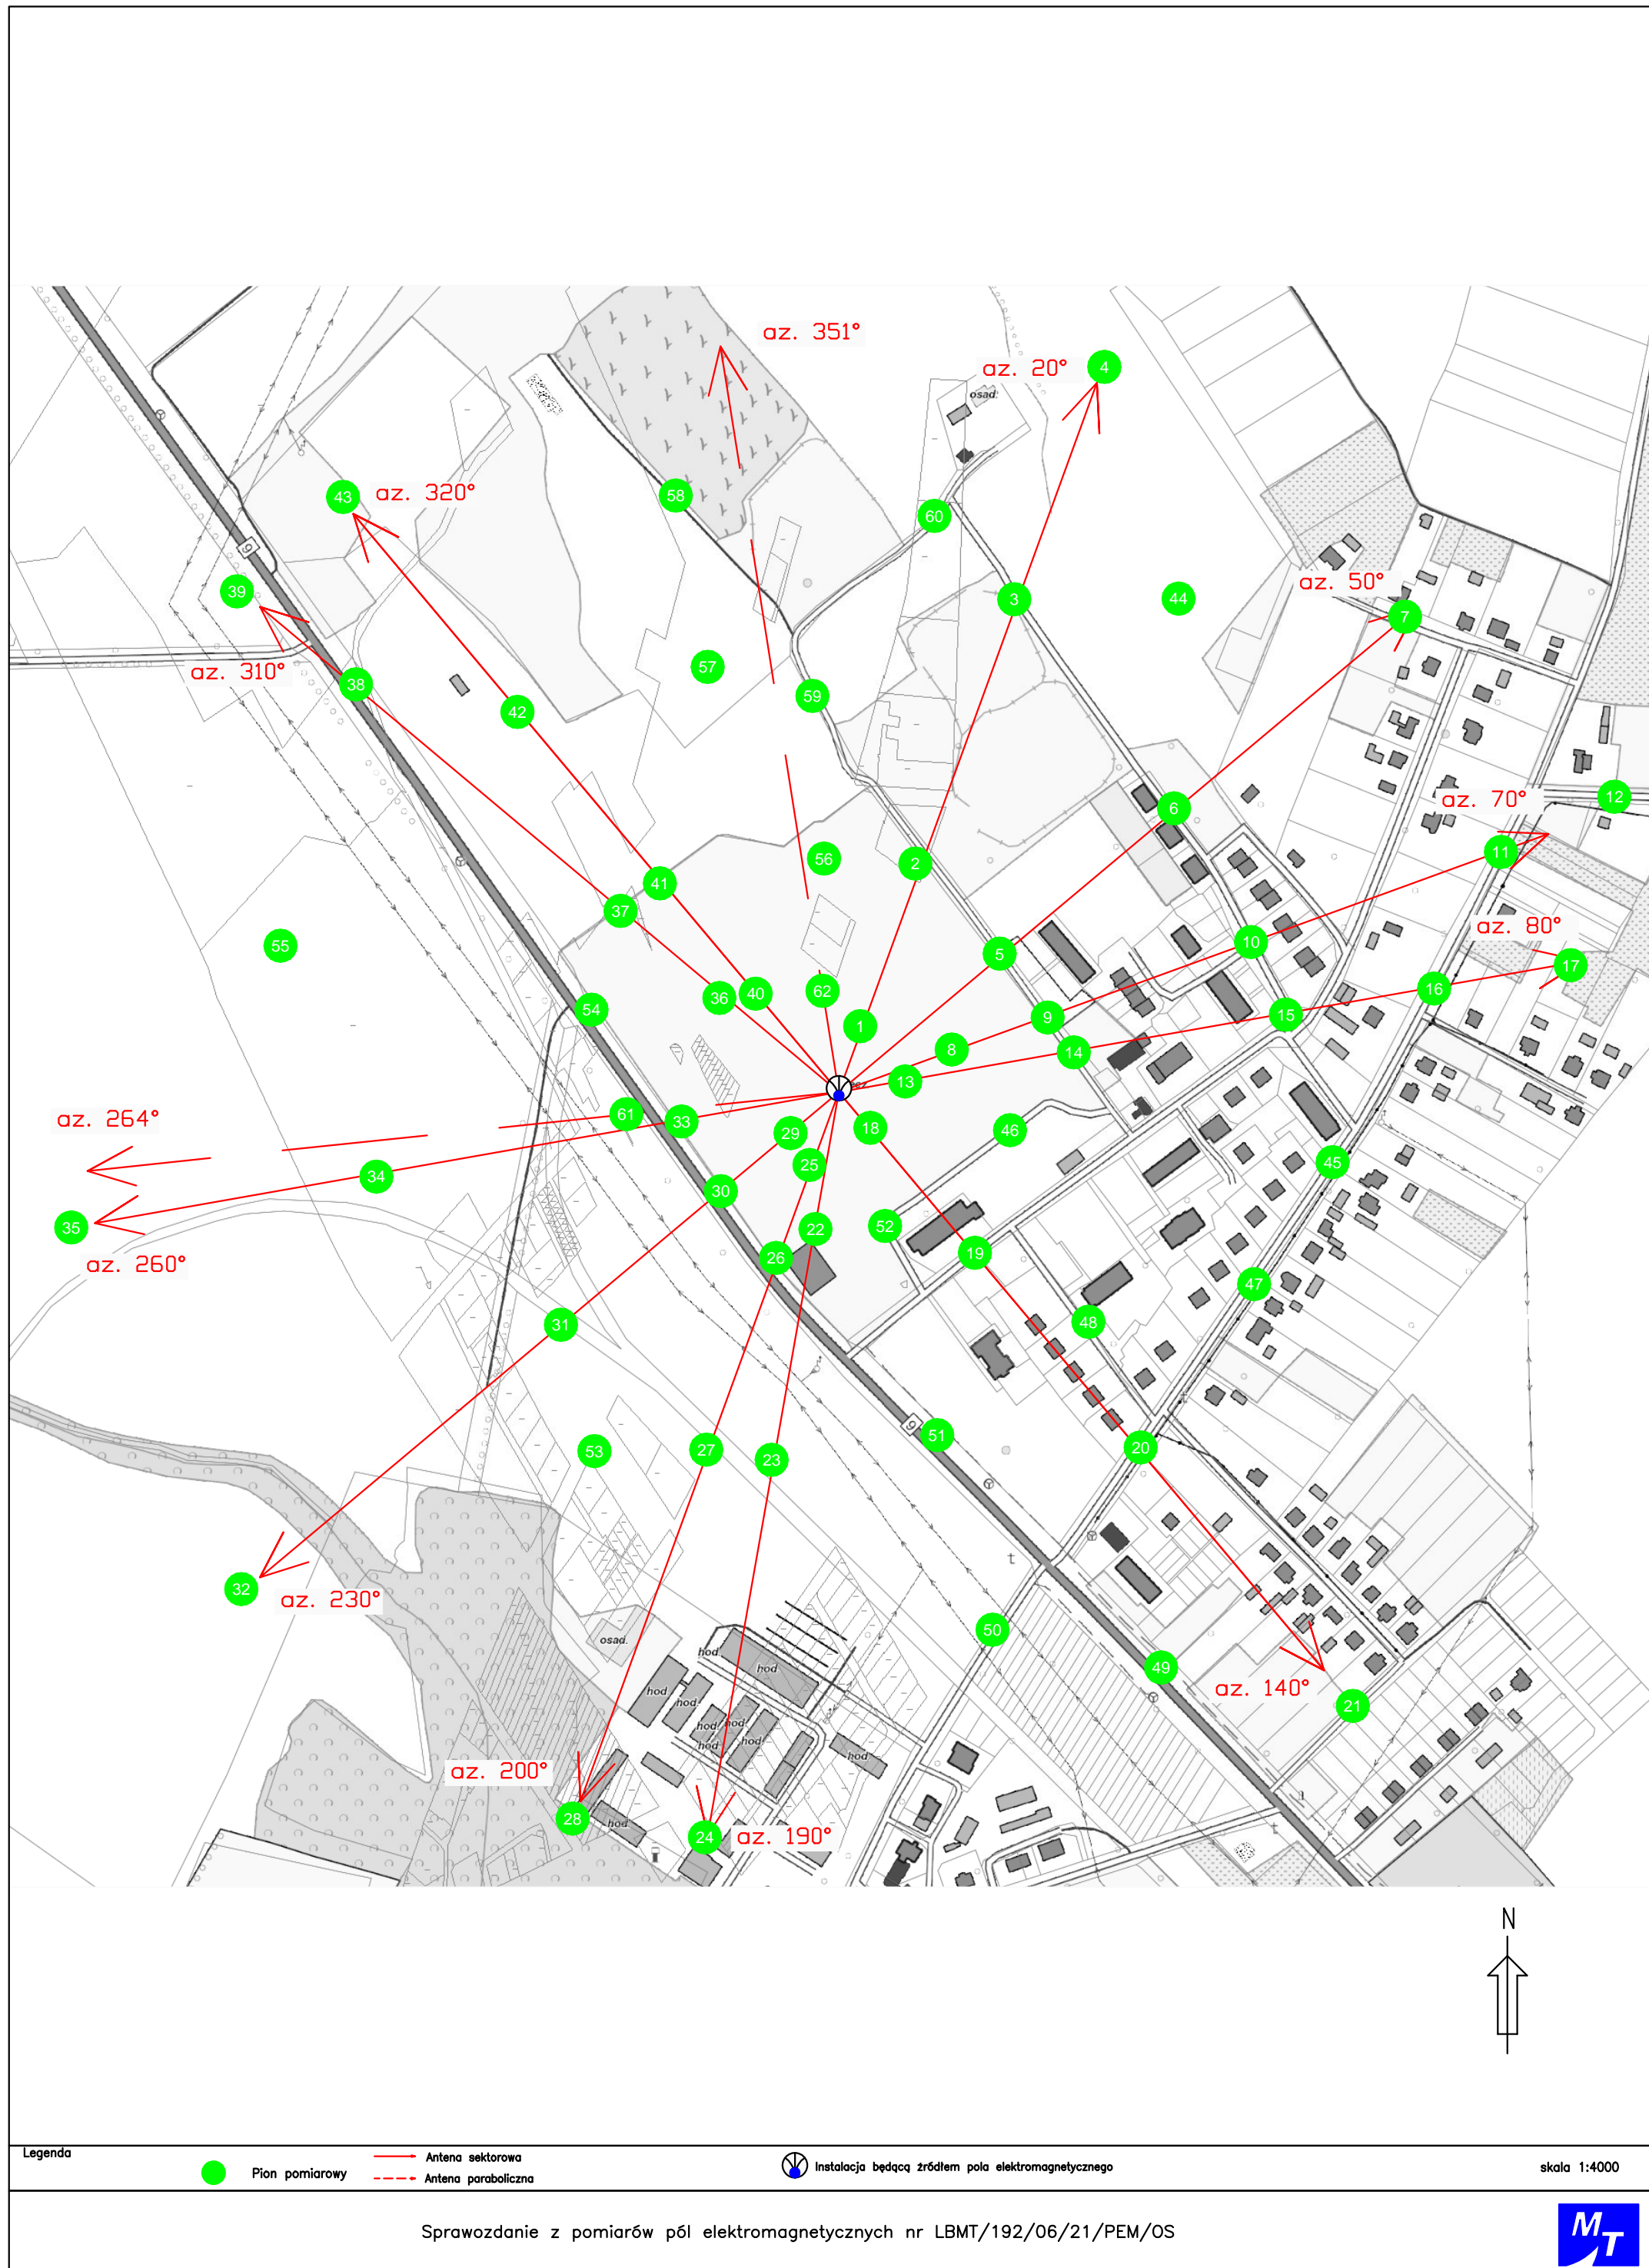 az. 351°
az. 20°
4
osad.
58
43
az. 320°
60
9
39
az. 50°
3
44
7
57
az. 310°
38
59
42
12
az. 70°
6
11
56
2
41
37
az. 80°
10
55
5
17
16
62
40
36
54
15
9
1
8
14
13
61
az. 264°
33
18
46
29
45
25
34
30
35
52
22
19
26
az. 260°
47
48
31
9
51
20
53
27
23
t
t
32
az. 230°
50
osad.
hod.
hod.
49
hod.
hod.
az. 140°
21
hod.
hod.
hod.
hod.
hod.
az. 200°
28
hod.
t
24
az. 190°
N
Legenda
Pion pomiarowy
Antena sektorowa
Antena paraboliczna
Instalacja będącą źródłem pola elektromagnetycznego
skala 1:4000
Sprawozdanie z pomiarów pól elektromagnetycznych nr LBMT/192/06/21/PEM/OS
MT